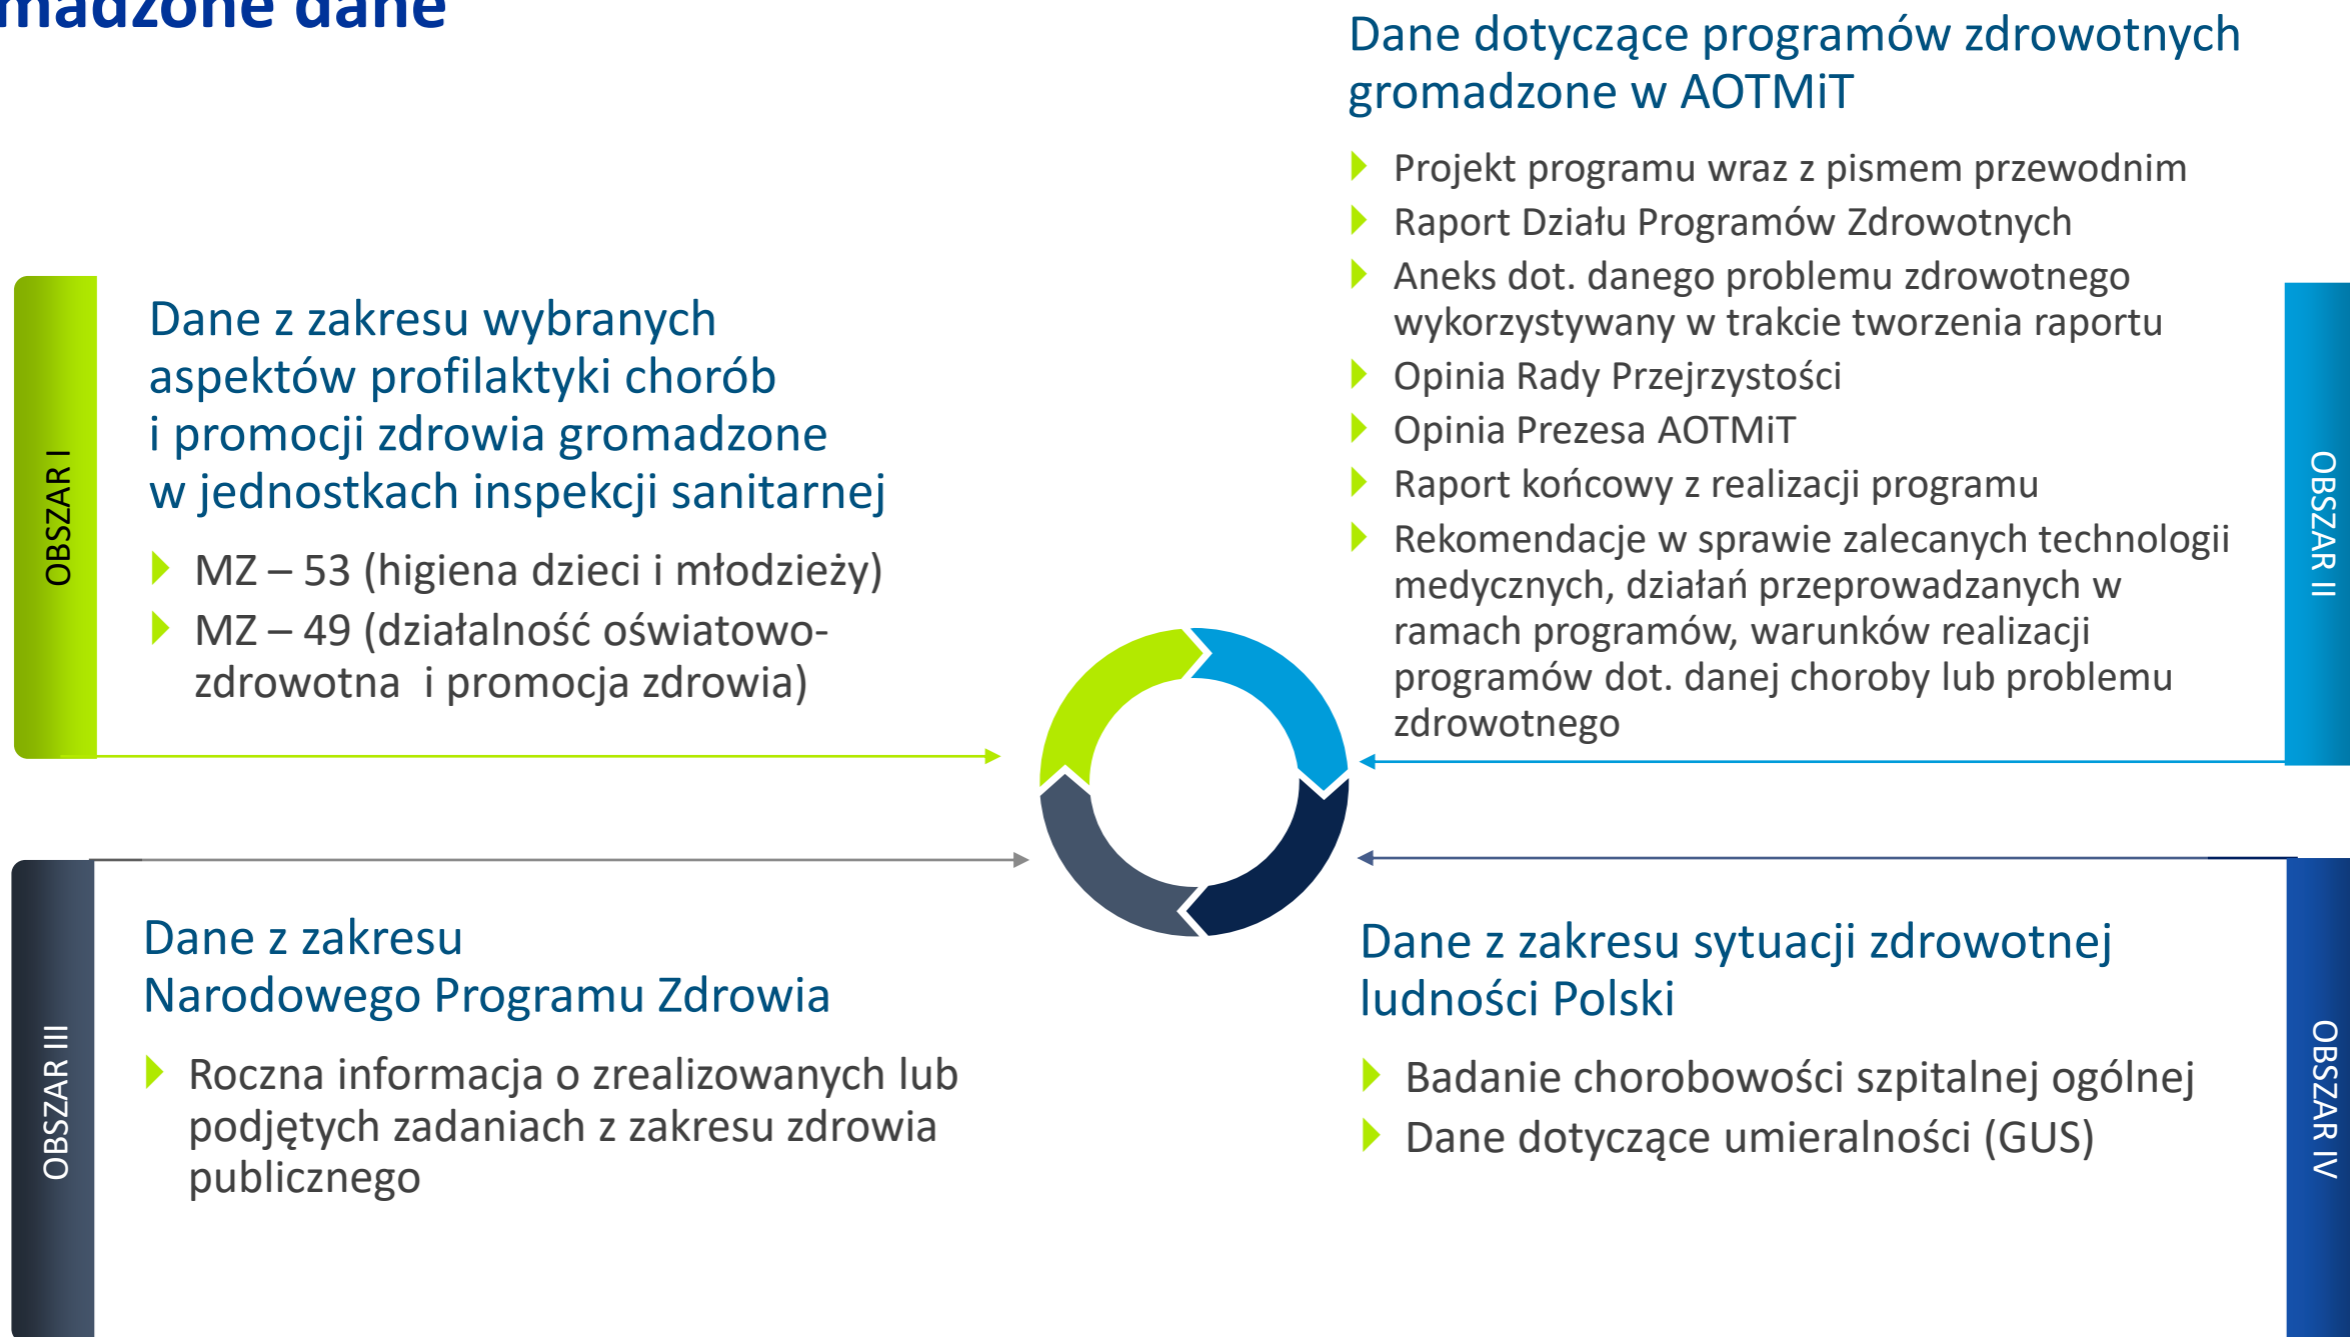 dane
OBSZAR I
Dane z zakresu wybranych
aspektów profilaktyki chorób
i promocji zdrowia gromadzone
w jednostkach inspekcji sanitarnej
MZ – 53 (higiena dzieci i młodzieży)
MZ – 49 (działalność oświatowo-
zdrowotna i promocja zdrowia)
Dane dotyczące programów zdrowotnych
gromadzone w AOTMiT
Projekt programu wraz z pismem przewodnim
Raport Działu Programów Zdrowotnych
Aneks dot. danego problemu zdrowotnego
wykorzystywany w trakcie tworzenia raportu
Opinia Rady Przejrzystości
Opinia Prezesa AOTMiT
Raport końcowy z realizacji programu
Rekomendacje w sprawie zalecanych technologii
medycznych, działań przeprowadzanych w
ramach programów, warunków realizacji
programów dot. danej choroby lub problemu
zdrowotnego
OBSZAR II
OBSZAR III
Dane z zakresu
Narodowego Programu Zdrowia
Roczna informacja o zrealizowanych lub
podjętych zadaniach z zakresu zdrowia
publicznego
Dane z zakresu sytuacji zdrowotnej
ludności Polski
Badanie chorobowości szpitalnej ogólnej
Dane dotyczące umieralności (GUS)
OBSZAR IV